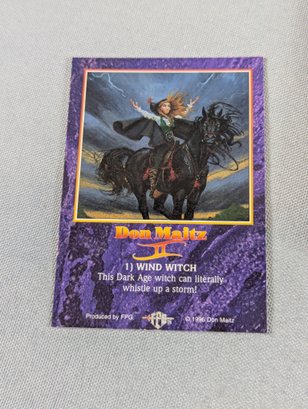 Don Maitz
II
1) WIND WITCH
This Dark Age witch can literally
whistle up a storm!
Produced by FPG
FPG
© 1996 Don Maitz